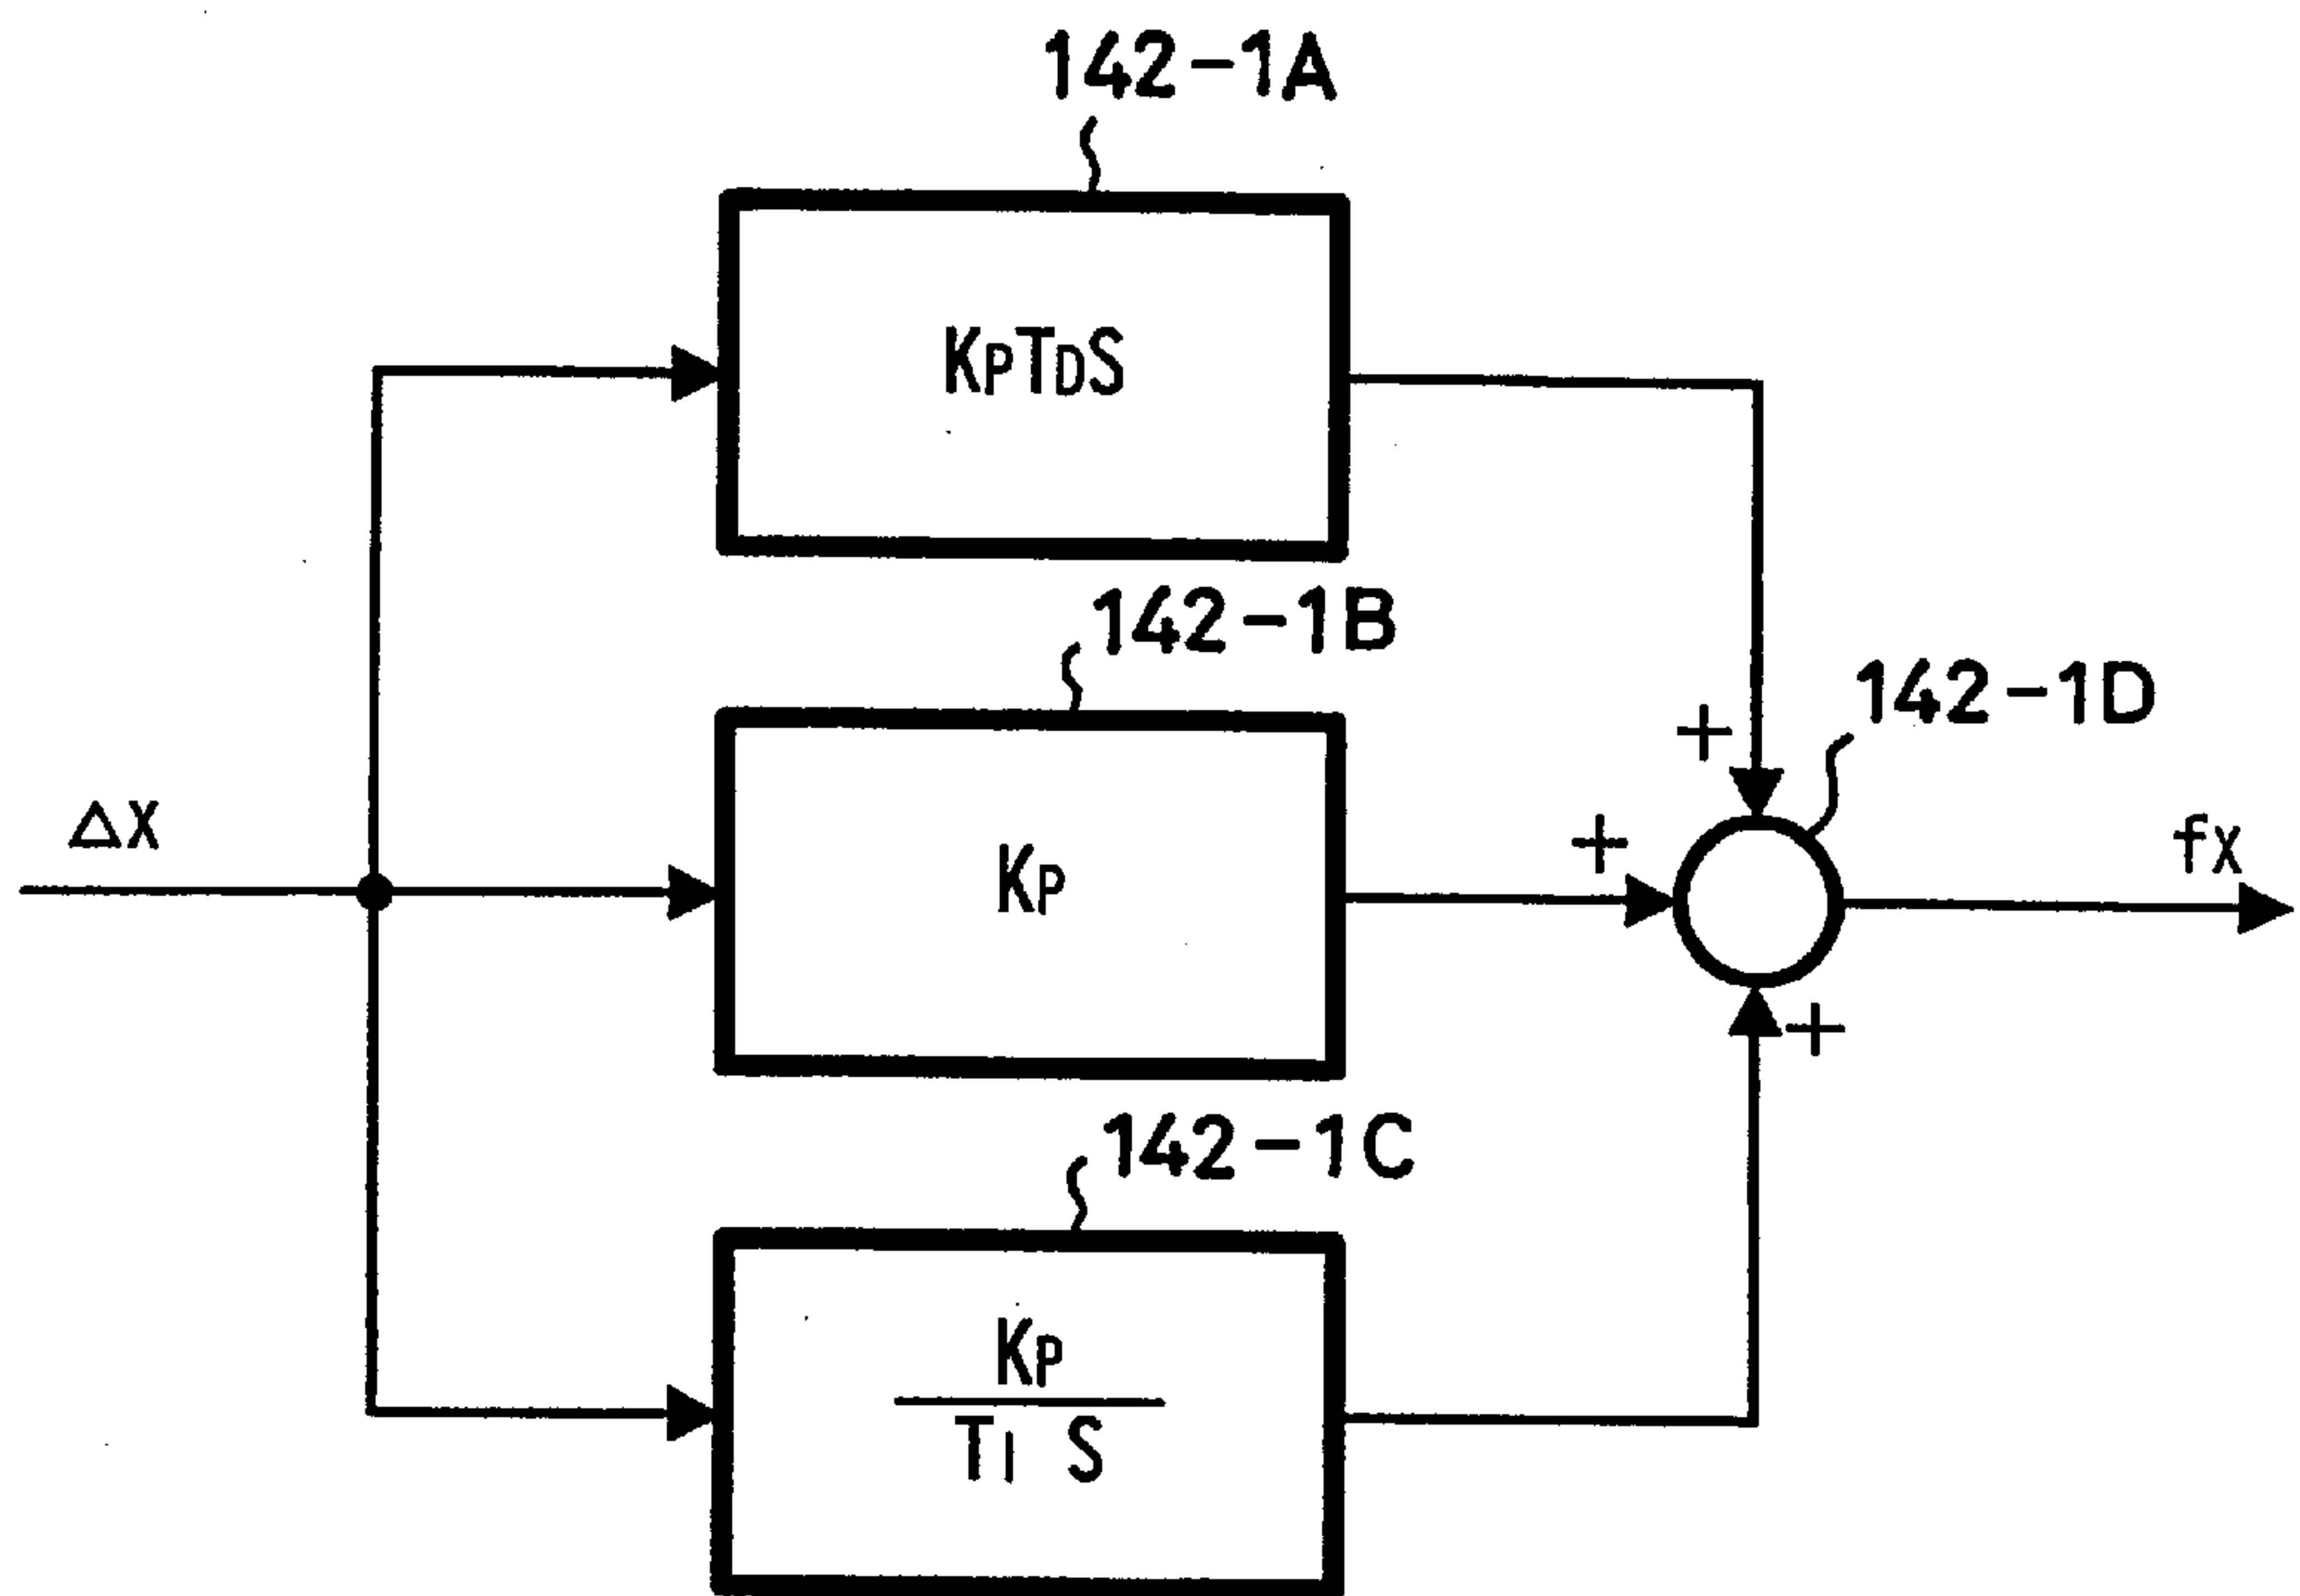 142-1A
KPTDS
142-1B
142-1D
+
ΔX
+
fx
KP
+
142-1C
KP
TI S